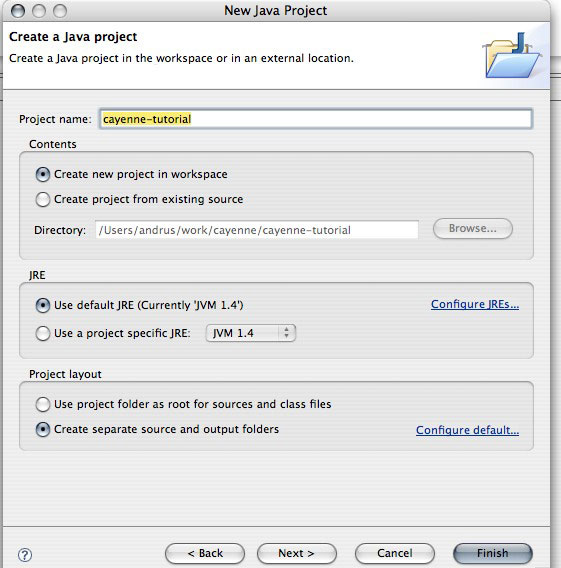 New Java Project
Create a Java project
Create a Java project in the workspace or in an external location.
Project name: cayenne-tutorial
Contents
Create new project in workspace
Create project from existing source
Directory: /Users/andrus/work/cayenne/cayenne-tutorial Browse...
JRE
Use default JRE (Currently 'JVM 1.4') Configure JREs...
Use a project specific JRE: JVM 1.4
Project layout
Use project folder as root for sources and class files
Create separate source and output folders Configure default...
? < Back Next > Cancel Finish